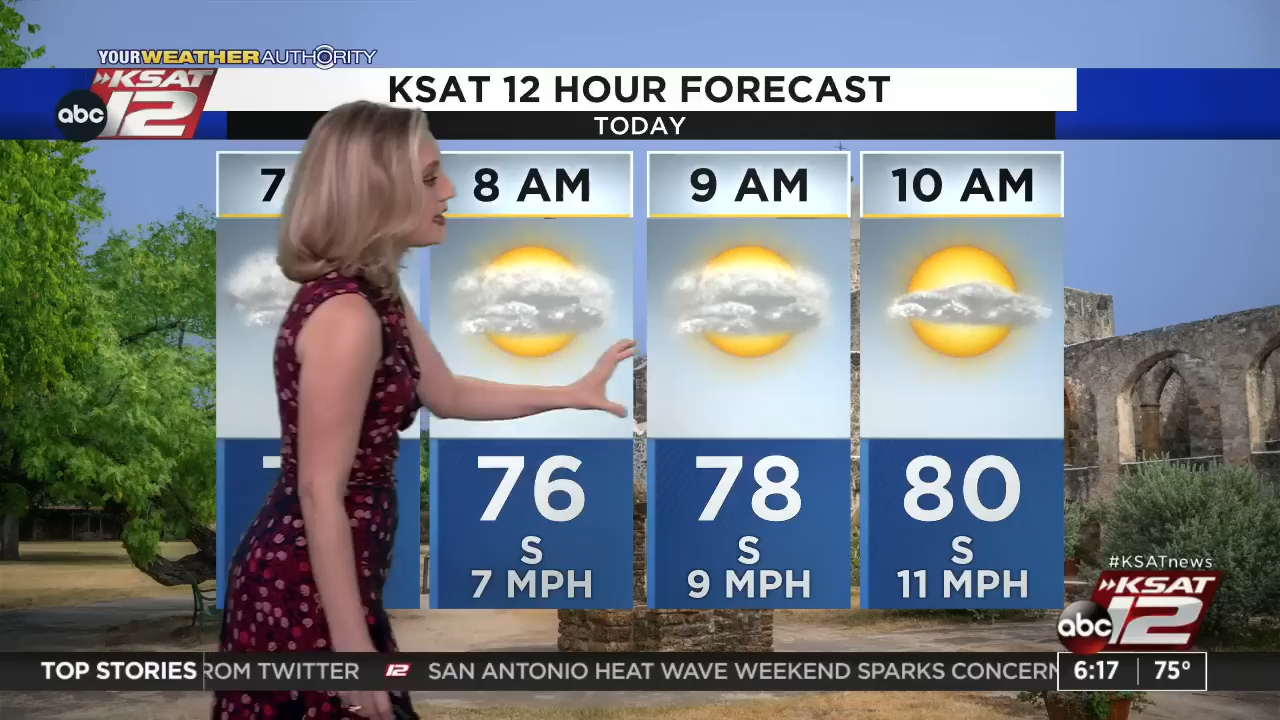 YOUR WEATHER AUTHORITY
KSAT
abc 12
KSAT 12 HOUR FORECAST
TODAY
7
8 AM
9 AM
10 AM
76
78
80
S
S
S
7 MPH
9 MPH
11 MPH
#KSATnews
KSAT
abc 12
TOP STORIES
ROM TWITTER 12 SAN ANTONIO HEAT WAVE WEEKEND SPARKS CONCERN
6:17 75°